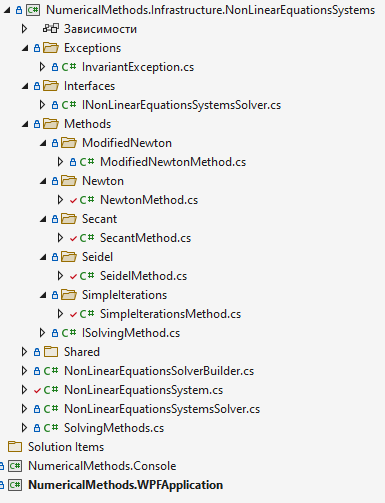 C# NumericalMethods.Infrastructure.NonLinearEquationsSystems
Зависимости
Exceptions
C# InvariantException.cs
Interfaces
C# INonLinearEquationsSystemsSolver.cs
Methods
ModifiedNewton
C# ModifiedNewtonMethod.cs
Newton
C# NewtonMethod.cs
Secant
C# SecantMethod.cs
Seidel
C# SeidelMethod.cs
SimpleIterations
C# SimpleIterationsMethod.cs
C# ISolvingMethod.cs
Shared
C# NonLinearEquationsSolverBuilder.cs
C# NonLinearEquationsSystem.cs
C# NonLinearEquationsSystemsSolver.cs
C# SolvingMethods.cs
Solution Items
C# NumericalMethods.Console
C# NumericalMethods.WPFApplication